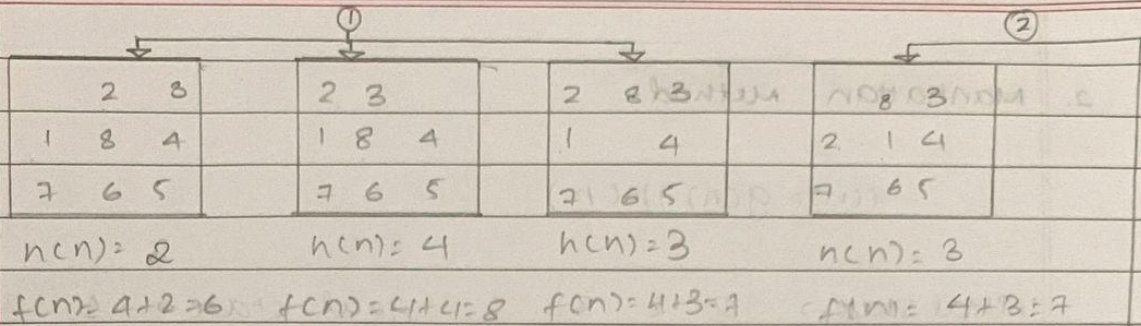 ① ②
2 3 2 3 2 8 3 8 3
1 8 4 1 8 4 1 4 2 1 4
7 6 5 7 6 5 7 6 5 7 6 5
h(n)= 2 h(n)= 4 h(n)=3 h(n)= 3
f(n)= 4+2=6 f(n)=4+4=8 f(n)=4+3=7 f(n)= 4+3=7